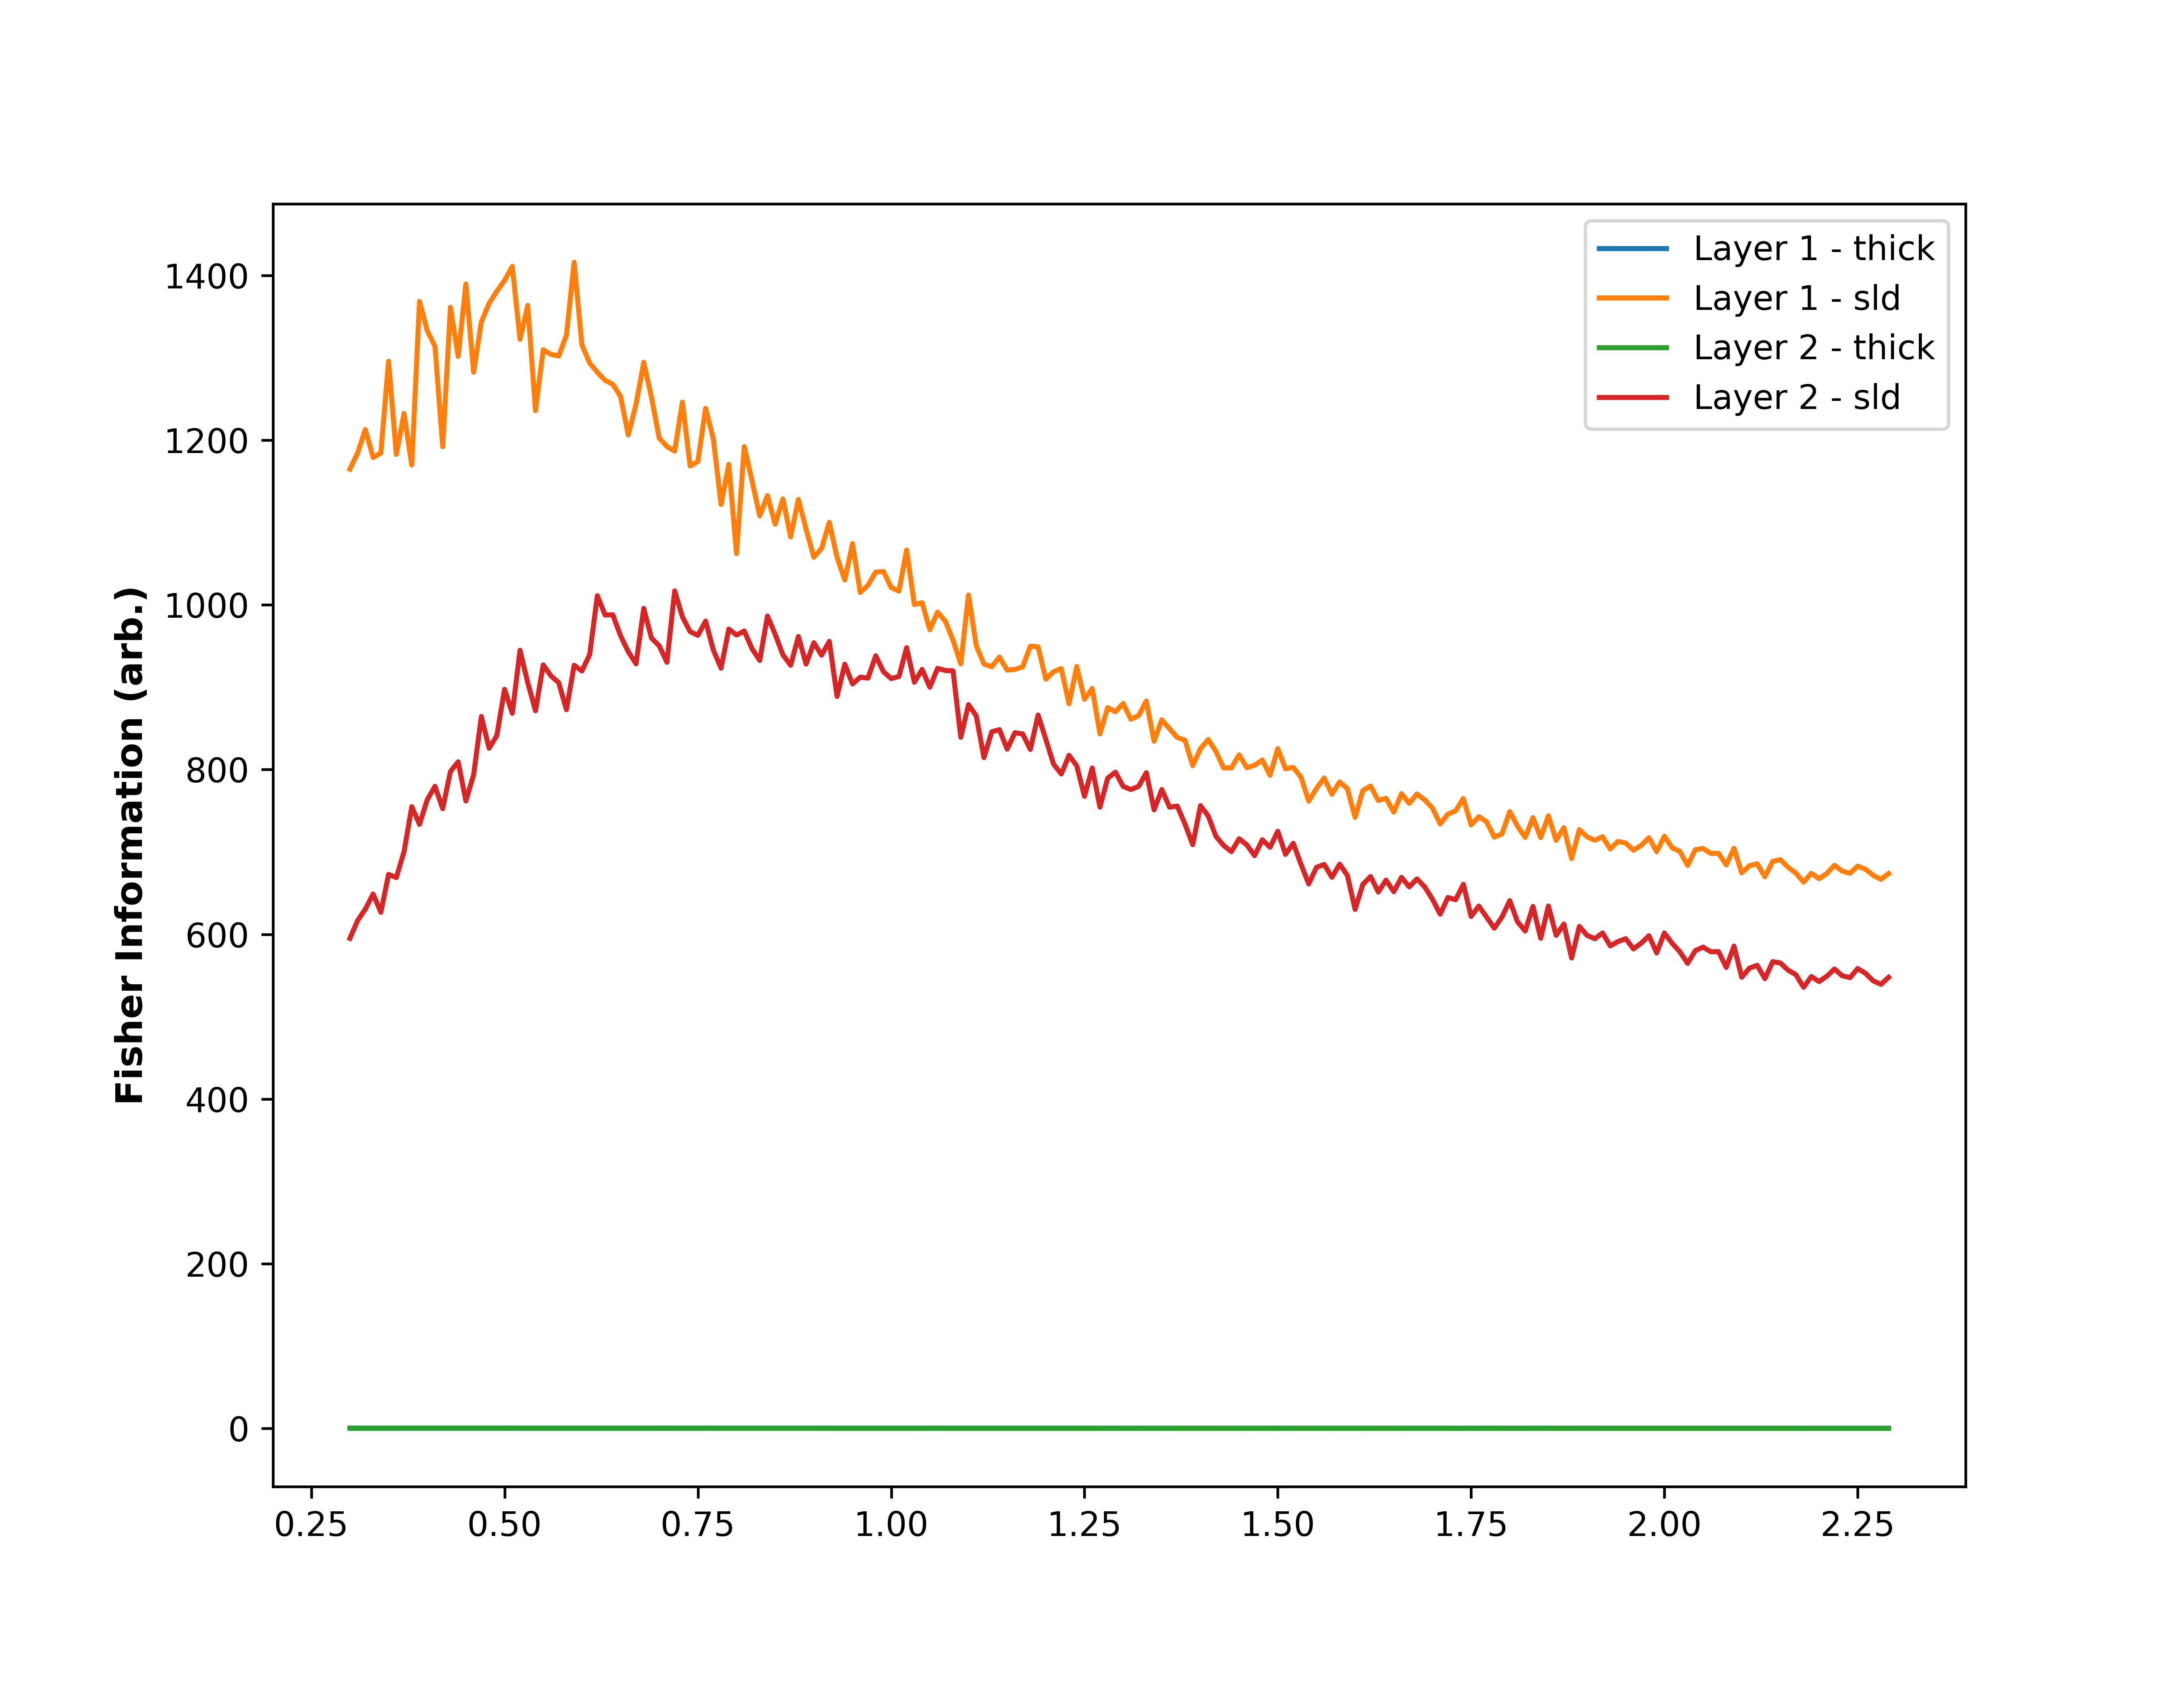 Fisher Information (arb.)
1400
1200
1000
800
600
400
200
0
0.25 0.50 0.75 1.00 1.25 1.50 1.75 2.00 2.25
Layer 1 - thick
Layer 1 - sld
Layer 2 - thick
Layer 2 - sld